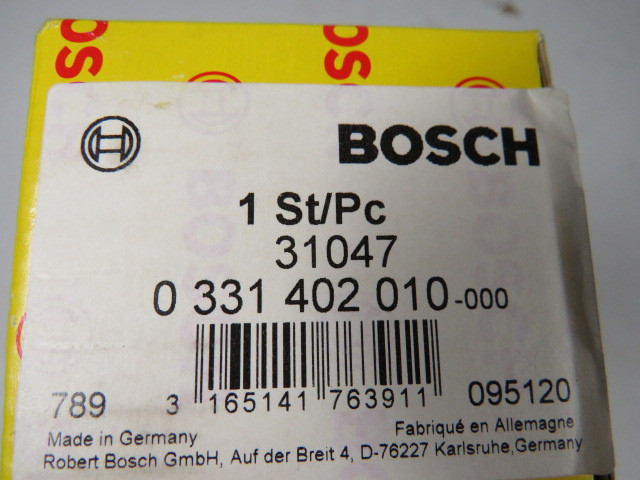 BOSCH
1 St/Pc
31047
0 331 402 010-000
789 3 165141 763911 095120
Made in Germany Fabriqué en Allemagne
Robert Bosch GmbH, Auf der Breit 4, D-76227 Karlsruhe,Germany